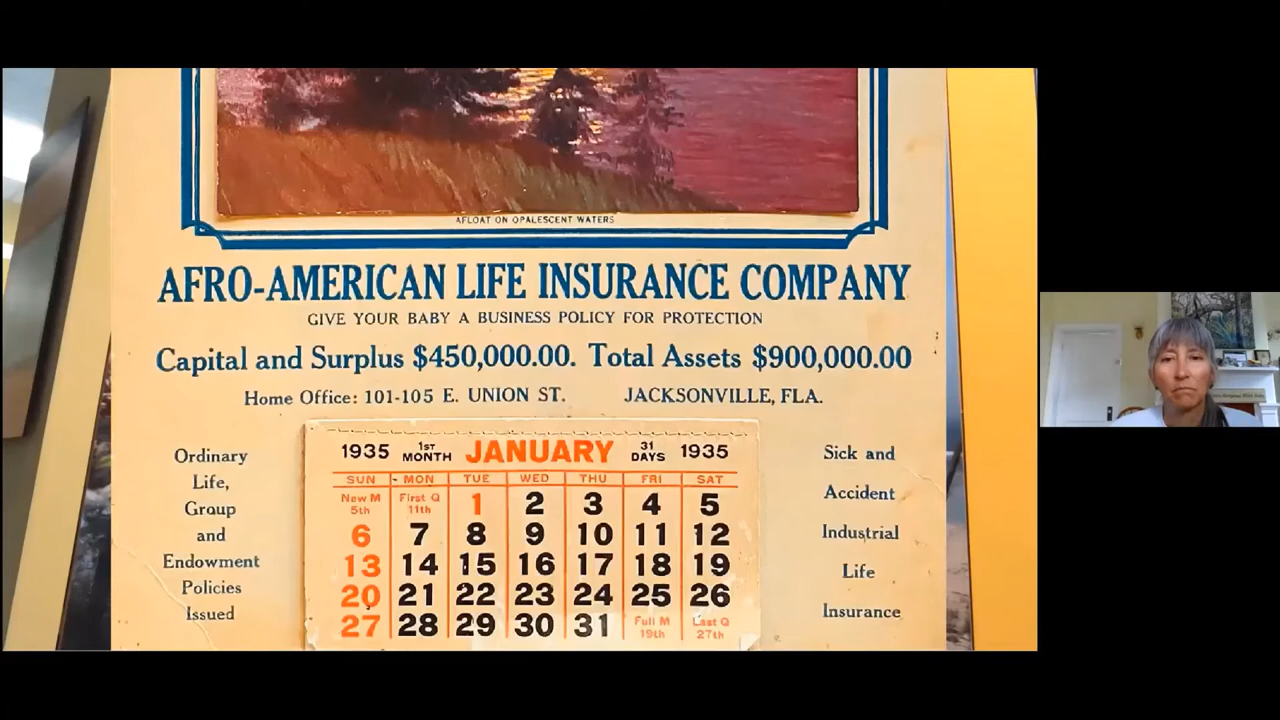 AFLOAT ON OPALESCENT WATERS
AFRO-AMERICAN LIFE INSURANCE COMPANY
GIVE YOUR BABY A BUSINESS POLICY FOR PROTECTION
Capital and Surplus $450,000.00. Total Assets $900,000.00
Home Office: 101-105 E. UNION ST. JACKSONVILLE, FLA.
Ordinary
Life,
Group
and
Endowment
Policies
Issued
1935 1ST MONTH JANUARY 31 DAYS 1935
SUN MON TUE WED THU FRI SAT
New M 5th First Q 11th 1 2 3 4 5
6 7 8 9 10 11 12
13 14 15 16 17 18 19
20 21 22 23 24 25 26
27 28 29 30 31 Full M 19th Last Q 27th
Sick and
Accident
Industrial
Life
Insurance